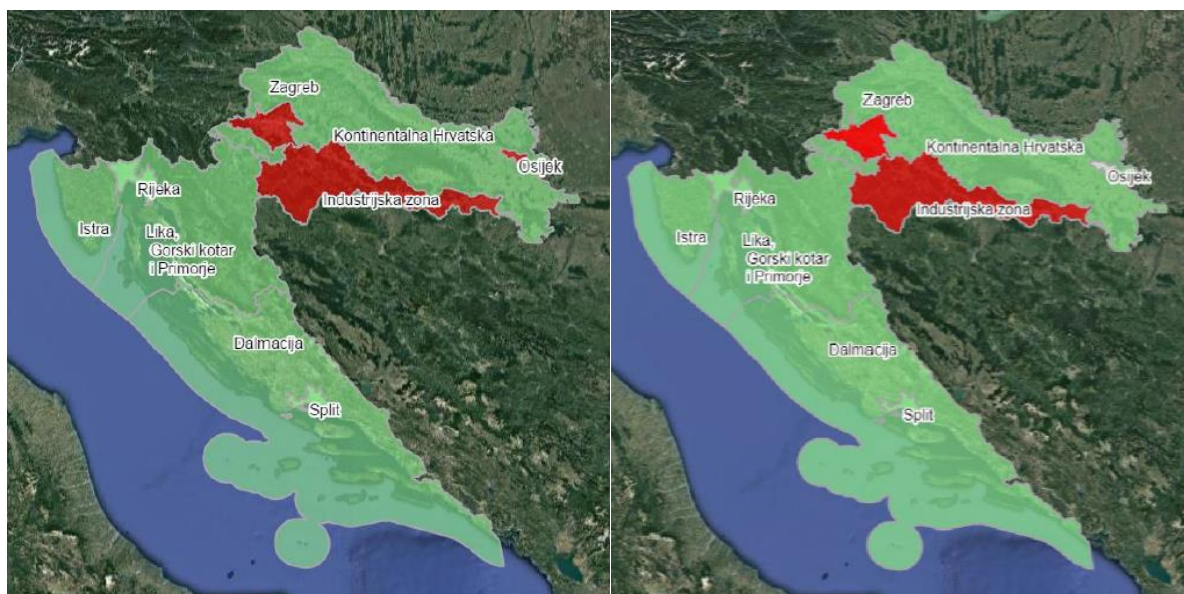 Zagreb
Kontinentalna Hrvatska
Osijek
Rijeka
Industrijska zona
Istra
Lika,
Gorski kotar
i Primorje
Dalmacija
Split
Zagreb
Kontinentalna Hrvatska
Osijek
Rijeka
Industrijska zona
Istra
Lika,
Gorski kotar
i Primorje
Dalmacija
Split